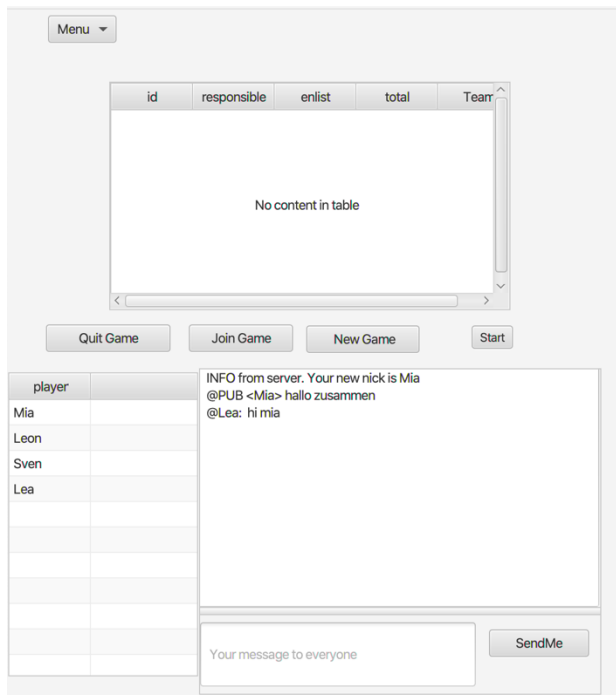 Menu
id responsible enlist total Team
No content in table
Quit Game Join Game New Game Start
player
Mia
Leon
Sven
Lea
INFO from server. Your new nick is Mia
@PUB <Mia> hallo zusammen
@Lea: hi mia
Your message to everyone
SendMe